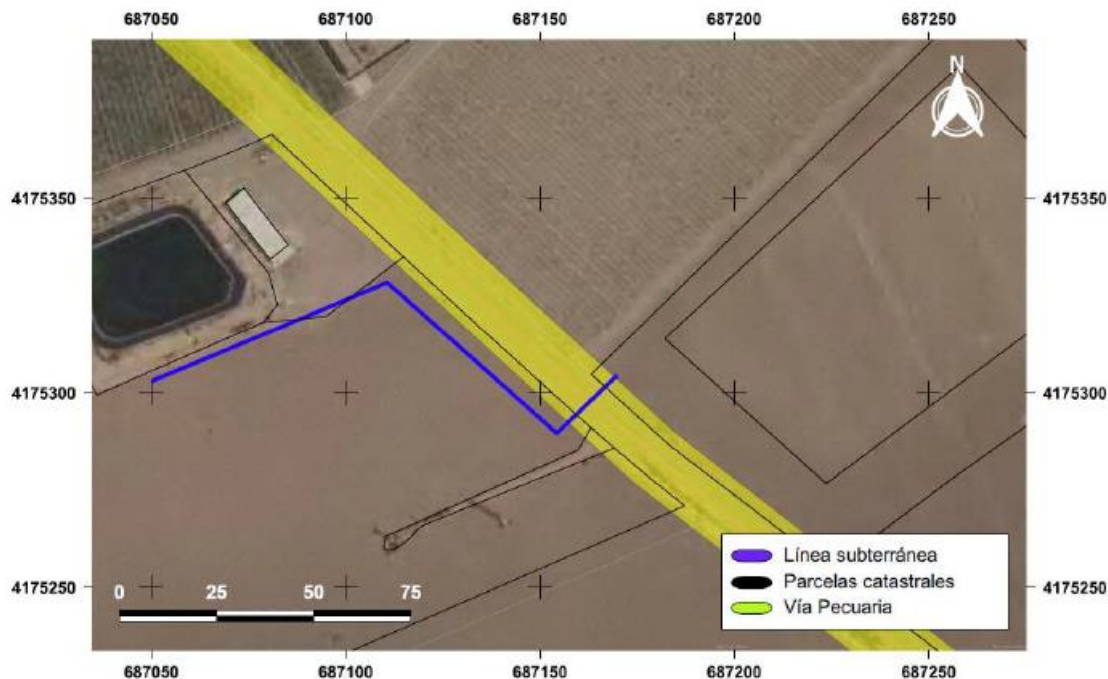 687050 687100 687150 687200 687250
N
4175350 4175350
4175300 4175300
4175250 4175250
0 25 50 75
Línea subterránea
Parcelas catastrales
Vía Pecuaria
687050 687100 687150 687200 687250